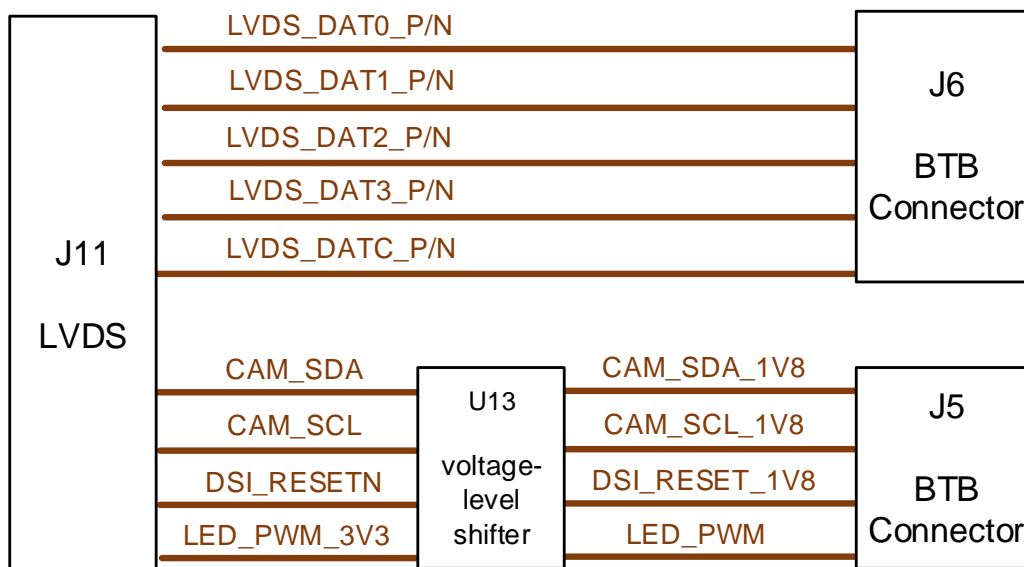 LVDS_DAT0_P/N
LVDS_DAT1_P/N
LVDS_DAT2_P/N
LVDS_DAT3_P/N
LVDS_DATC_P/N
J11
LVDS
J6
BTB
Connector
CAM_SDA
CAM_SCL
DSI_RESETN
LED_PWM_3V3
U13
voltage-
level
shifter
CAM_SDA_1V8
CAM_SCL_1V8
DSI_RESET_1V8
LED_PWM
J5
BTB
Connector